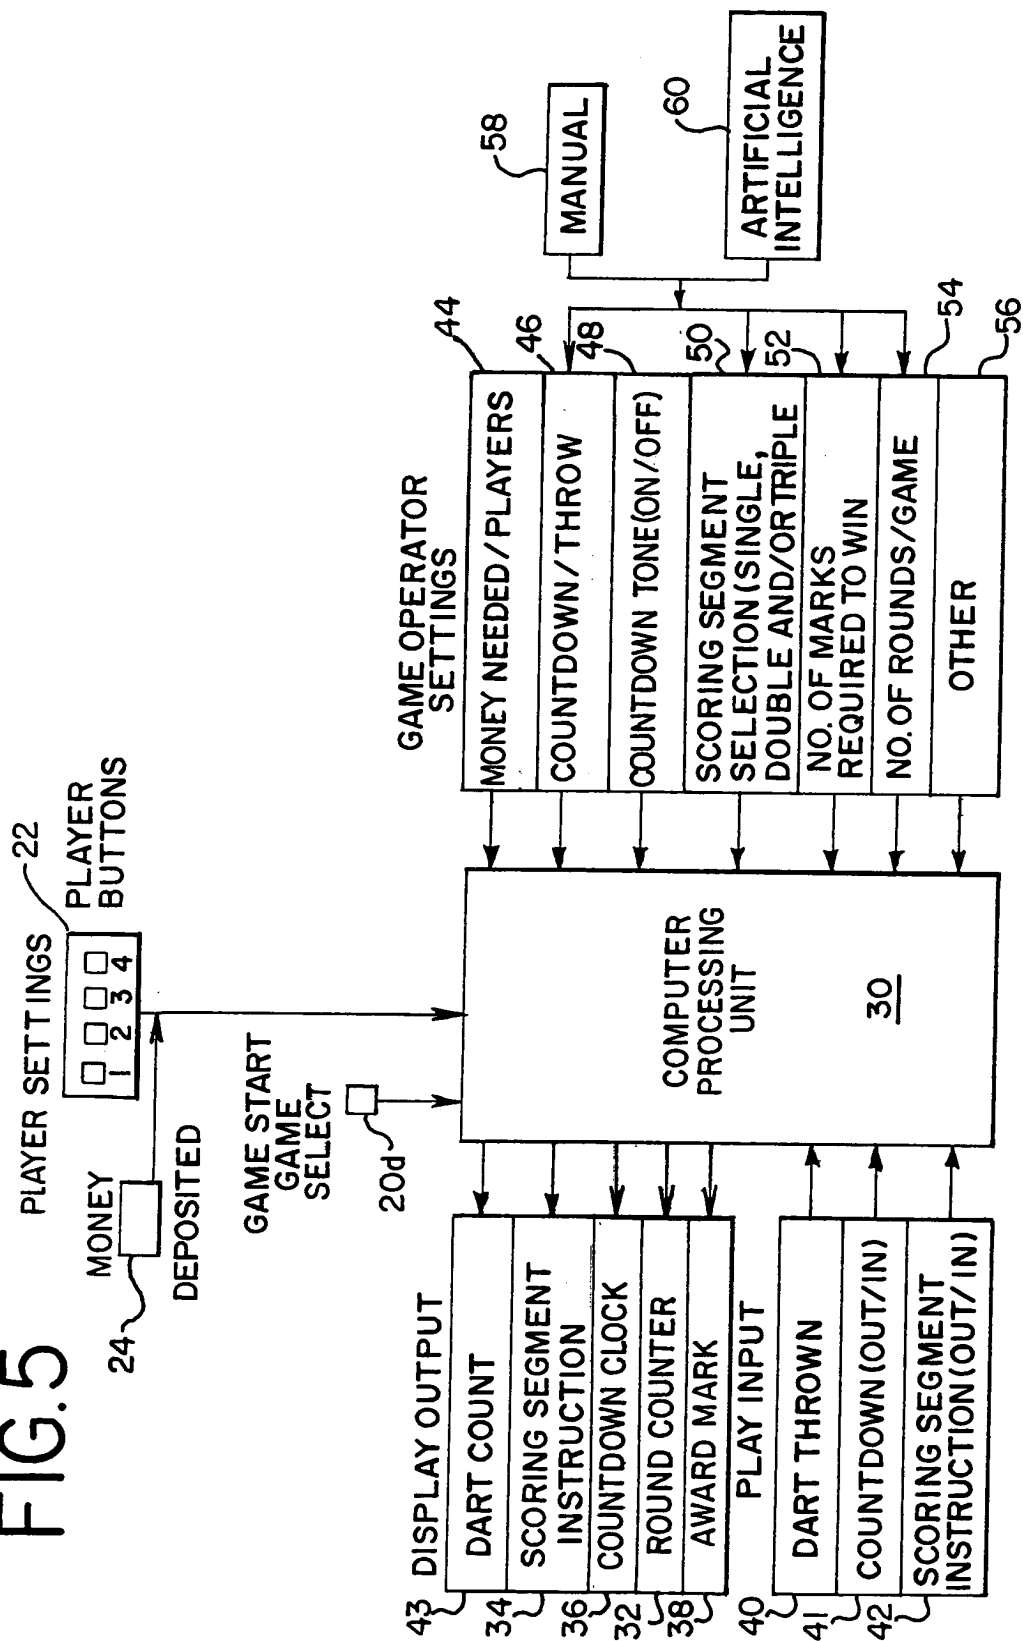 FIG.5
PLAYER SETTINGS
22
1 2 3 4
PLAYER
BUTTONS
MONEY
DEPOSITED
24
GAME START
GAME
SELECT
20d
DISPLAY OUTPUT
43
DART COUNT
34
SCORING SEGMENT
INSTRUCTION
36
COUNTDOWN CLOCK
32
ROUND COUNTER
38
AWARD MARK
PLAY INPUT
40
DART THROWN
41
COUNTDOWN(OUT/IN)
42
SCORING SEGMENT
INSTRUCTION(OUT/IN)
COMPUTER
PROCESSING
UNIT
30
GAME OPERATOR
SETTINGS
MONEY NEEDED/PLAYERS
44
COUNTDOWN/THROW
46
COUNTDOWN TONE(ON/OFF)
48
SCORING SEGMENT
SELECTION(SINGLE,
DOUBLE AND/OR TRIPLE
50
NO. OF MARKS
REQUIRED TO WIN
52
NO. OF ROUNDS/GAME
54
OTHER
56
MANUAL
58
ARTIFICIAL
INTELLIGENCE
60